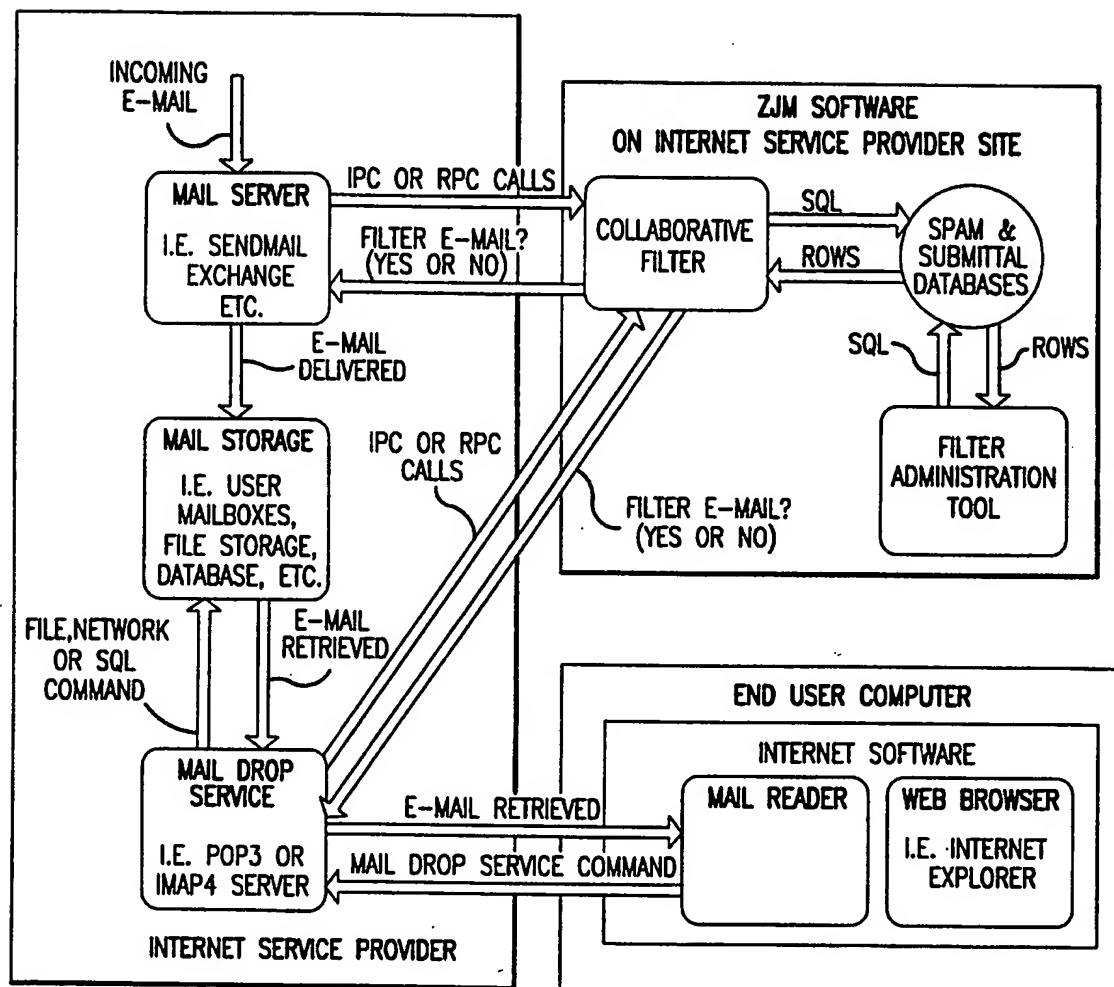 INCOMING
E-MAIL
MAIL SERVER
I.E. SENDMAIL
EXCHANGE
ETC.
IPC OR RPC CALLS
FILTER E-MAIL?
(YES OR NO)
ZJM SOFTWARE
ON INTERNET SERVICE PROVIDER SITE
COLLABORATIVE
FILTER
SQL
ROWS
SPAM &
SUBMITTAL
DATABASES
SQL
ROWS
FILTER
ADMINISTRATION
TOOL
E-MAIL
DELIVERED
MAIL STORAGE
I.E. USER
MAILBOXES,
FILE STORAGE,
DATABASE, ETC.
IPC OR RPC
CALLS
FILTER E-MAIL?
(YES OR NO)
FILE,NETWORK
OR SQL
COMMAND
E-MAIL
RETRIEVED
MAIL DROP
SERVICE
I.E. POP3 OR
IMAP4 SERVER
E-MAIL RETRIEVED
MAIL DROP SERVICE COMMAND
INTERNET SERVICE PROVIDER
END USER COMPUTER
INTERNET SOFTWARE
MAIL READER
WEB BROWSER
I.E. INTERNET
EXPLORER